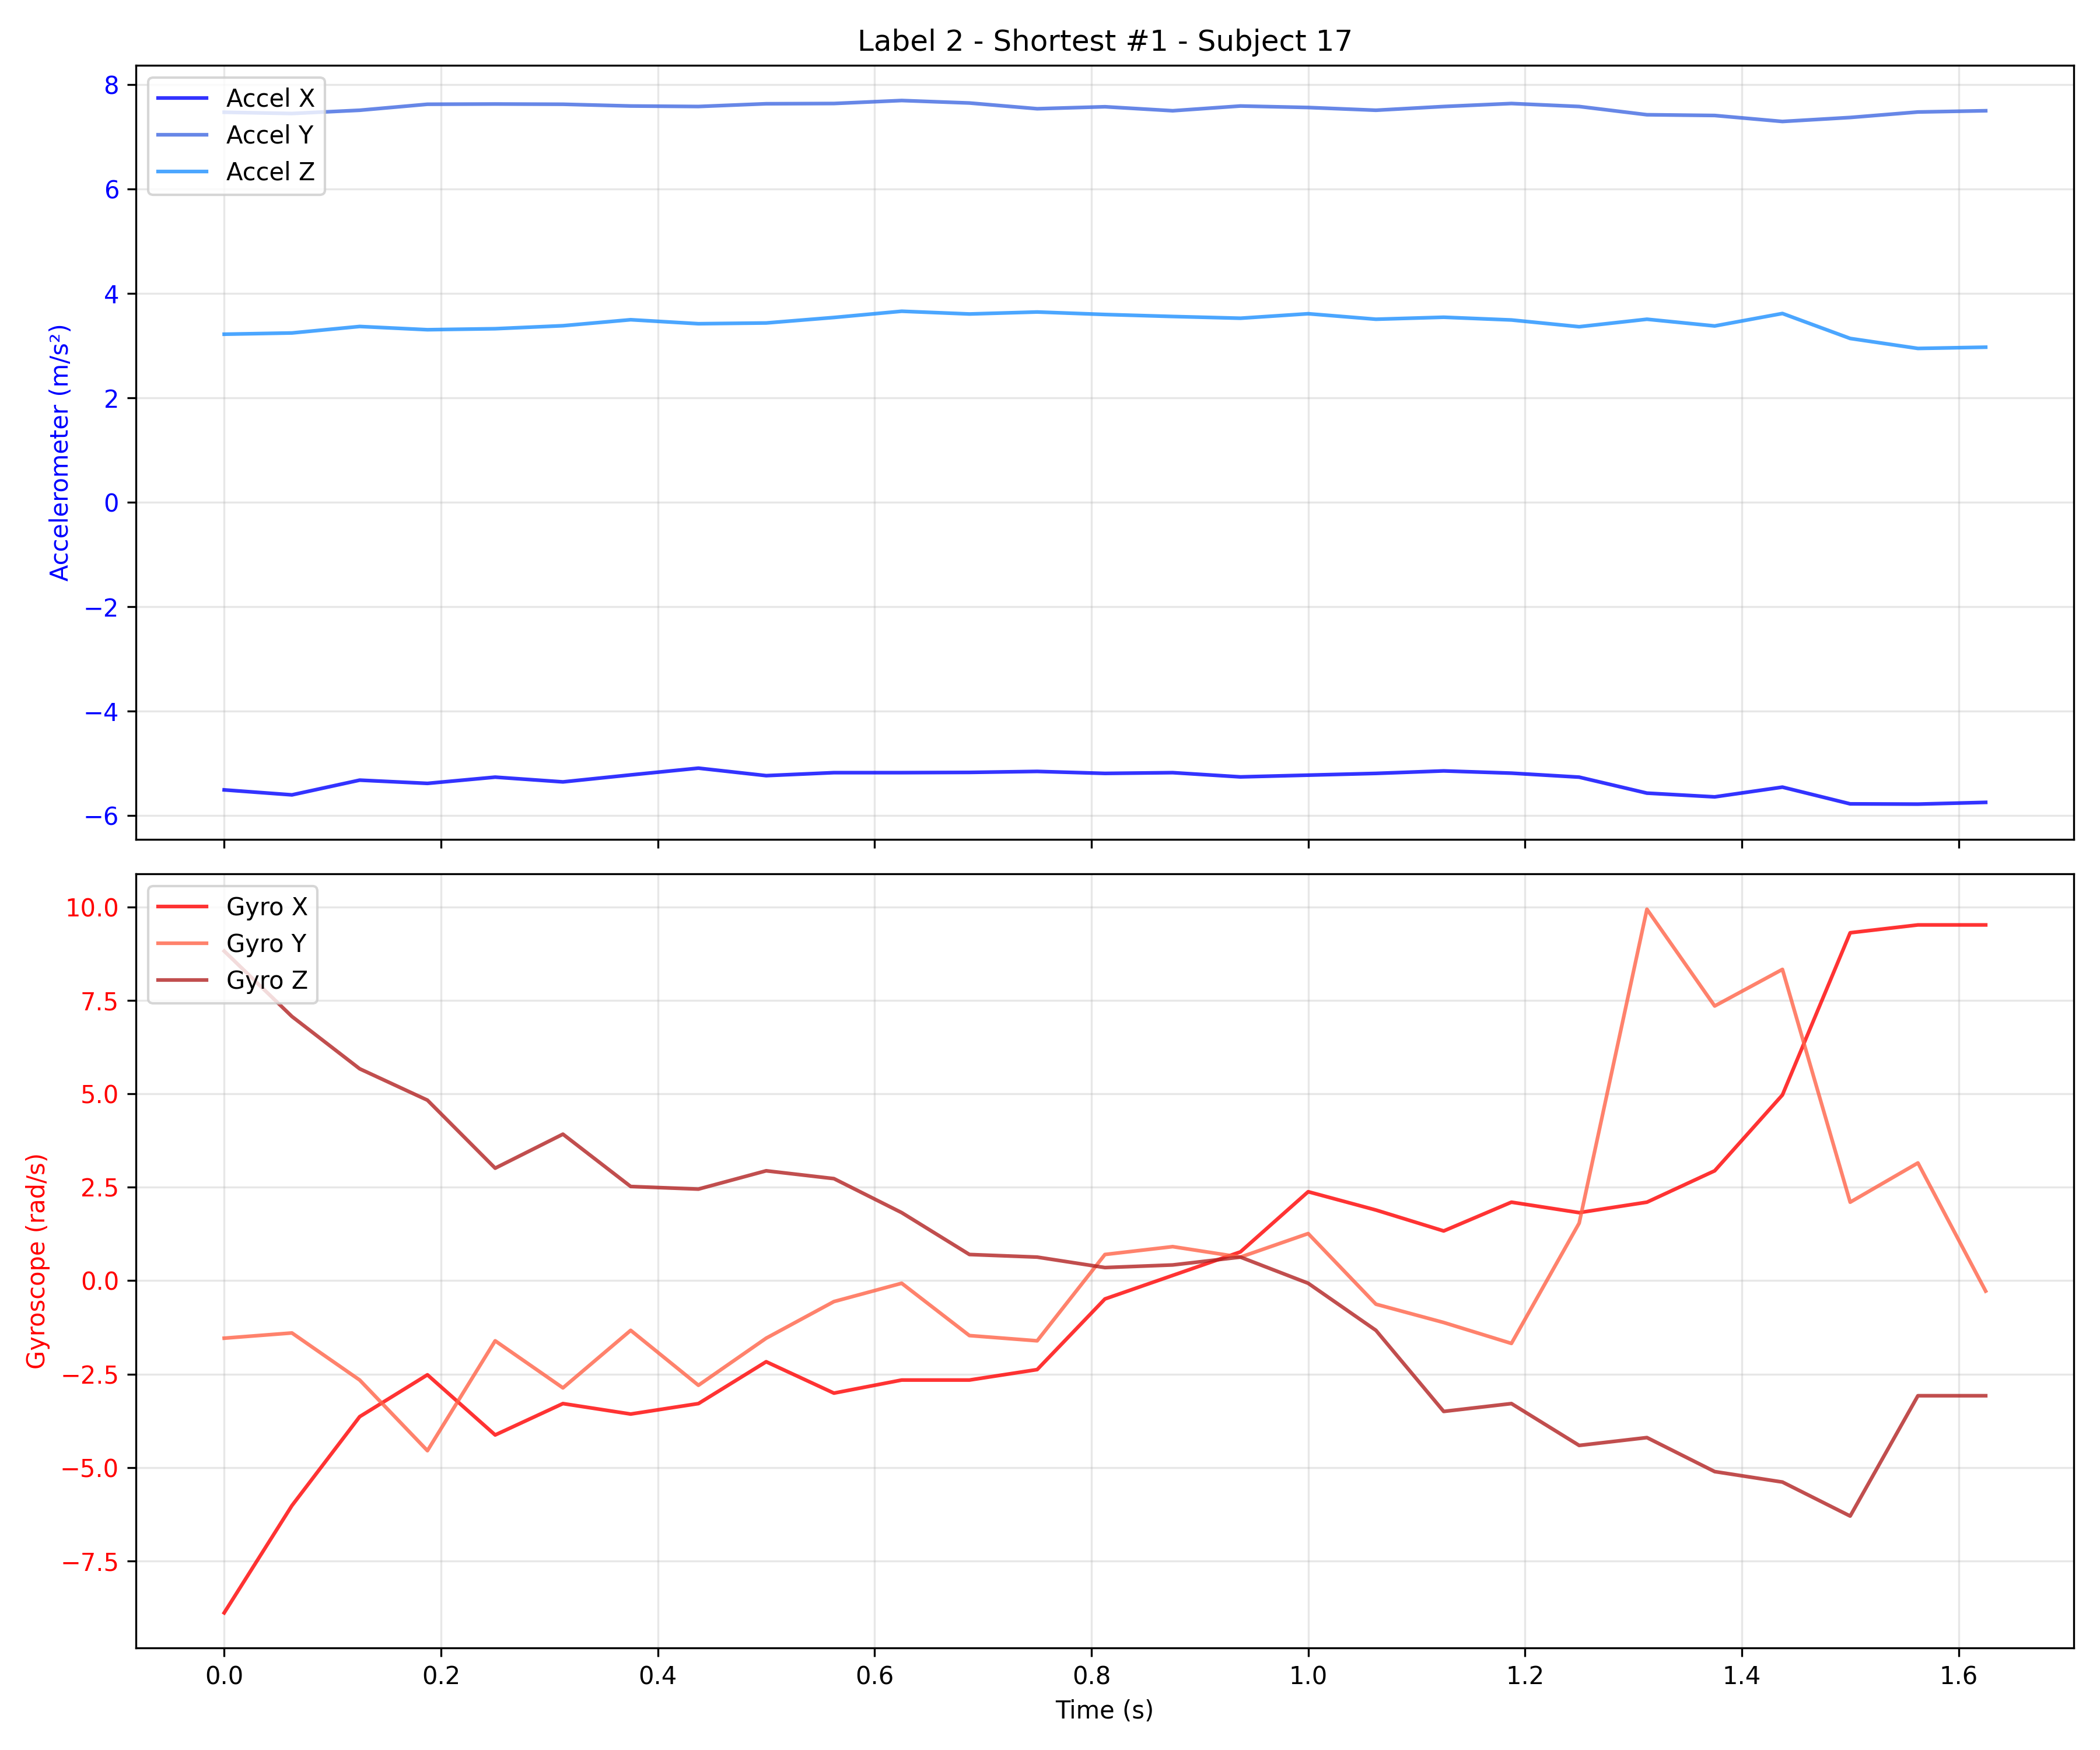 Label 2 - Shortest #1 - Subject 17
Accel X
Accel Y
Accel Z
8
6
4
2
0
−2
−4
−6
Accelerometer (m/s²)
Gyro X
Gyro Y
Gyro Z
10.0
7.5
5.0
2.5
0.0
−2.5
−5.0
−7.5
Gyroscope (rad/s)
0.0 0.2 0.4 0.6 0.8 1.0 1.2 1.4 1.6
Time (s)